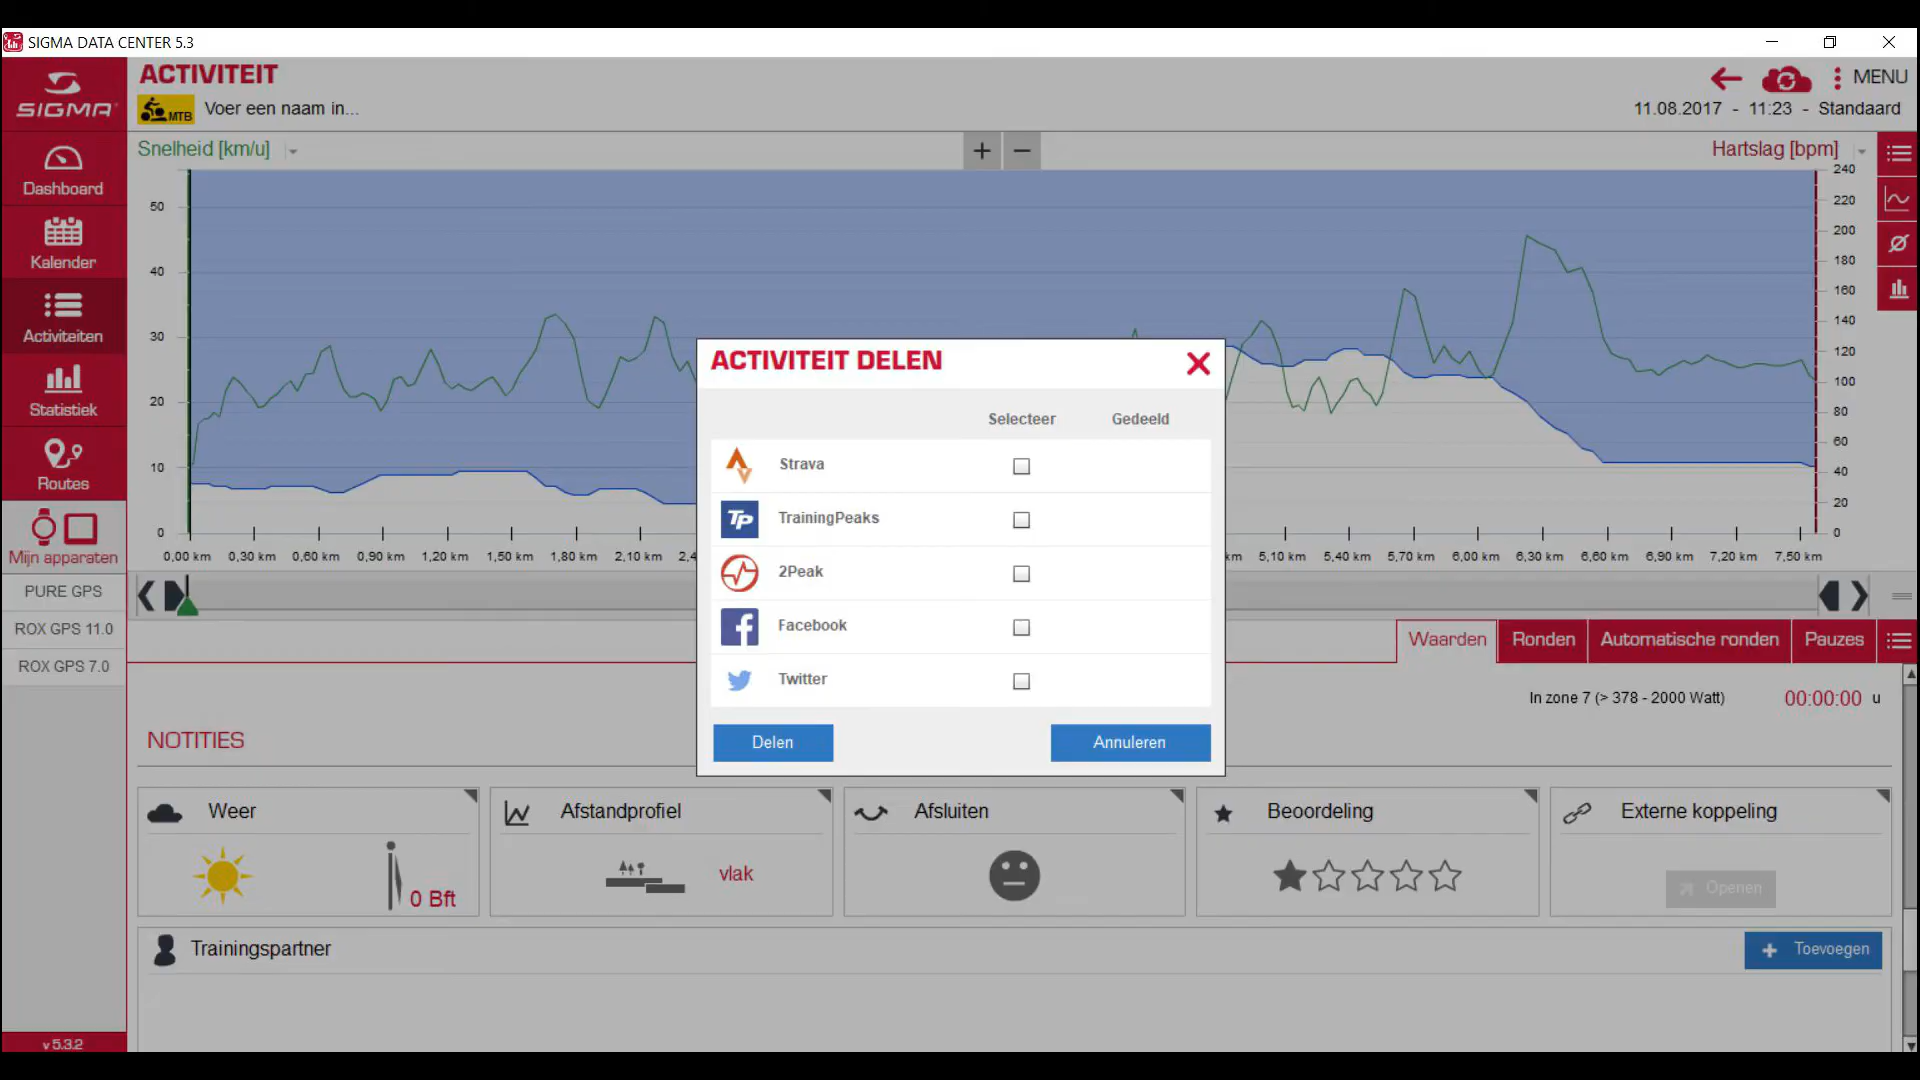 SIGMA DATA CENTER 5.3
SIGMA
ACTIVITEIT
MTB Voer een naam in...
MENU
11.08.2017 - 11:23 - Standaard
Dashboard
Kalender
Activiteiten
Statistiek
Routes
Mijn apparaten
PURE GPS
ROX GPS 11.0
ROX GPS 7.0
v 5.3.2
Snelheid [km/u]
+ −
Hartslag [bpm]
50
40
30
20
10
0
240
220
200
180
160
140
120
100
80
60
40
20
0
0,00 km 0,30 km 0,60 km 0,90 km 1,20 km 1,50 km 1,80 km 2,10 km 2,4 km 5,10 km 5,40 km 5,70 km 6,00 km 6,30 km 6,60 km 6,90 km 7,20 km 7,50 km
ACTIVITEIT DELEN
Selecteer Gedeeld
Strava
TP TrainingPeaks
2Peak
Facebook
Twitter
Delen Annuleren
Waarden Ronden Automatische ronden Pauzes
In zone 7 (> 378 - 2000 Watt) 00:00:00 u
NOTITIES
Weer
0 Bft
Afstandprofiel
vlak
Afsluiten
Beoordeling
Externe koppeling
Openen
Trainingspartner
+ Toevoegen